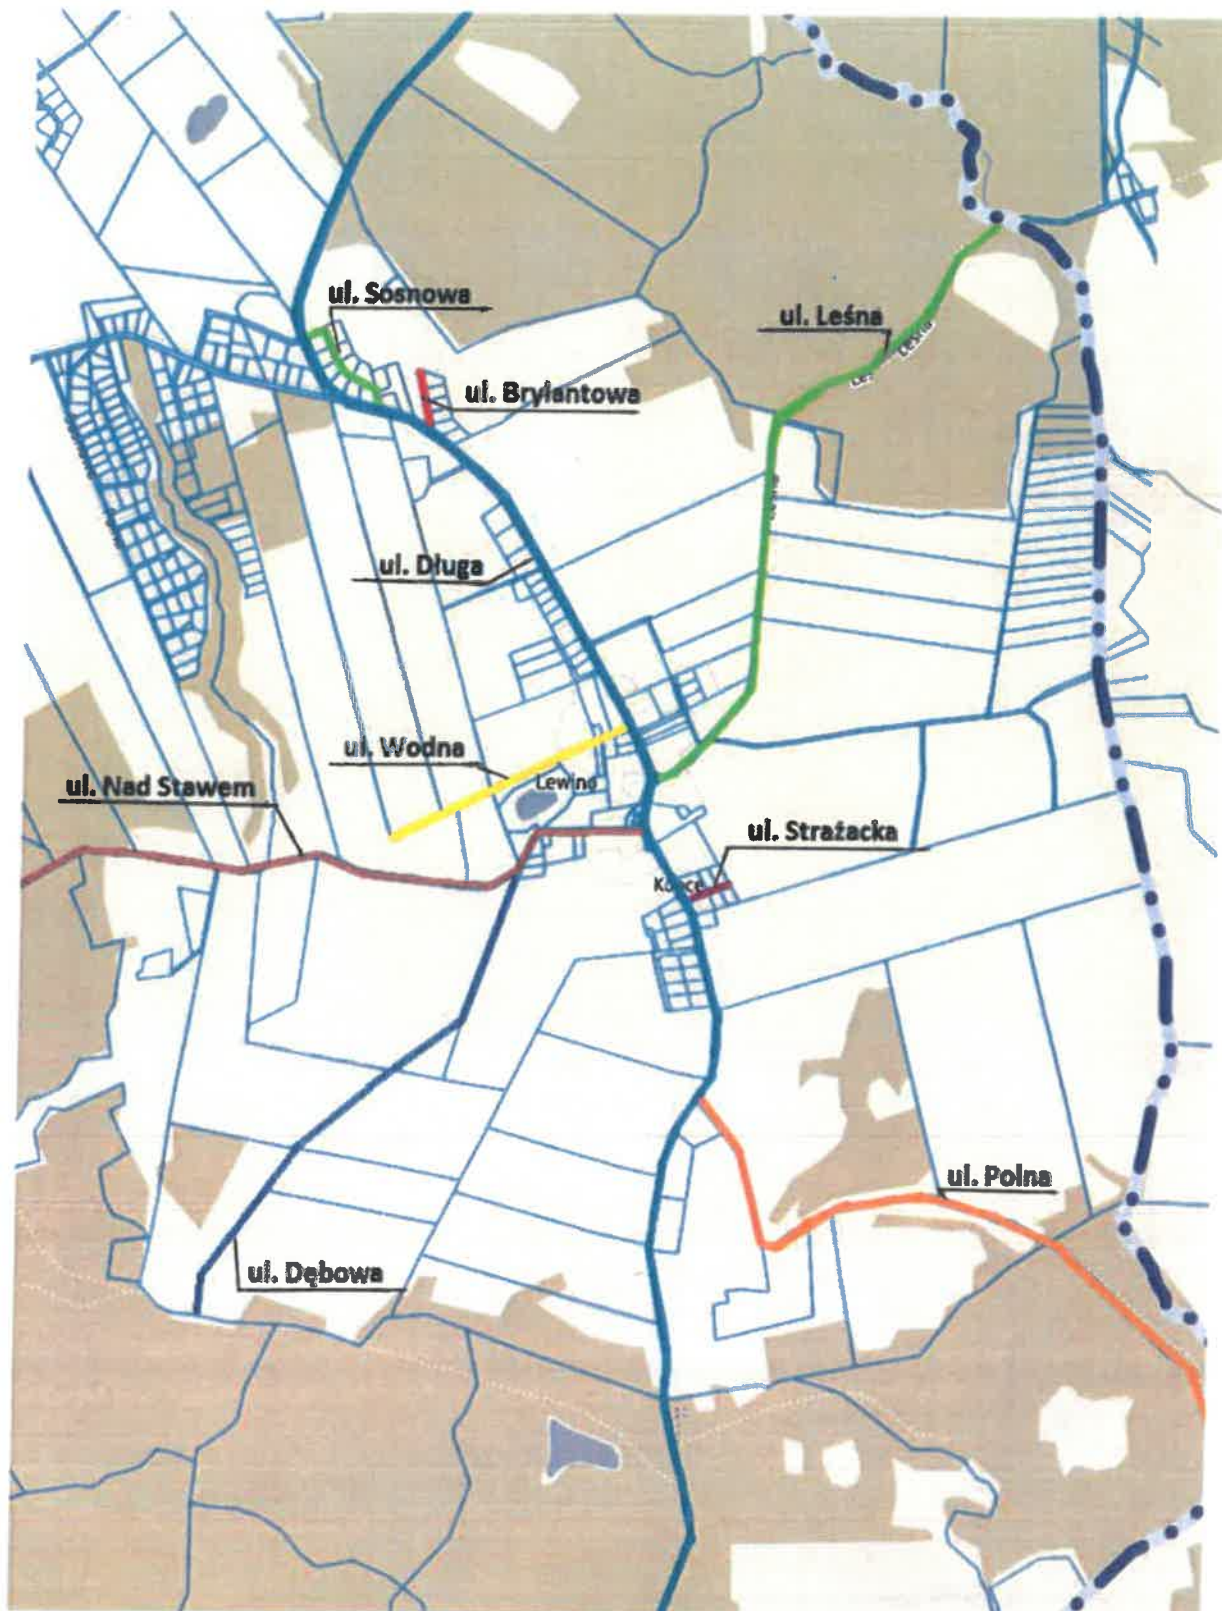 ul. Sosnowa
ul. Leśna
ul. Brylantowa
ul. Długa
ul. Wodna
Lewino
ul. Nad Stawem
ul. Strażacka
ul. Polna
ul. Dębowa